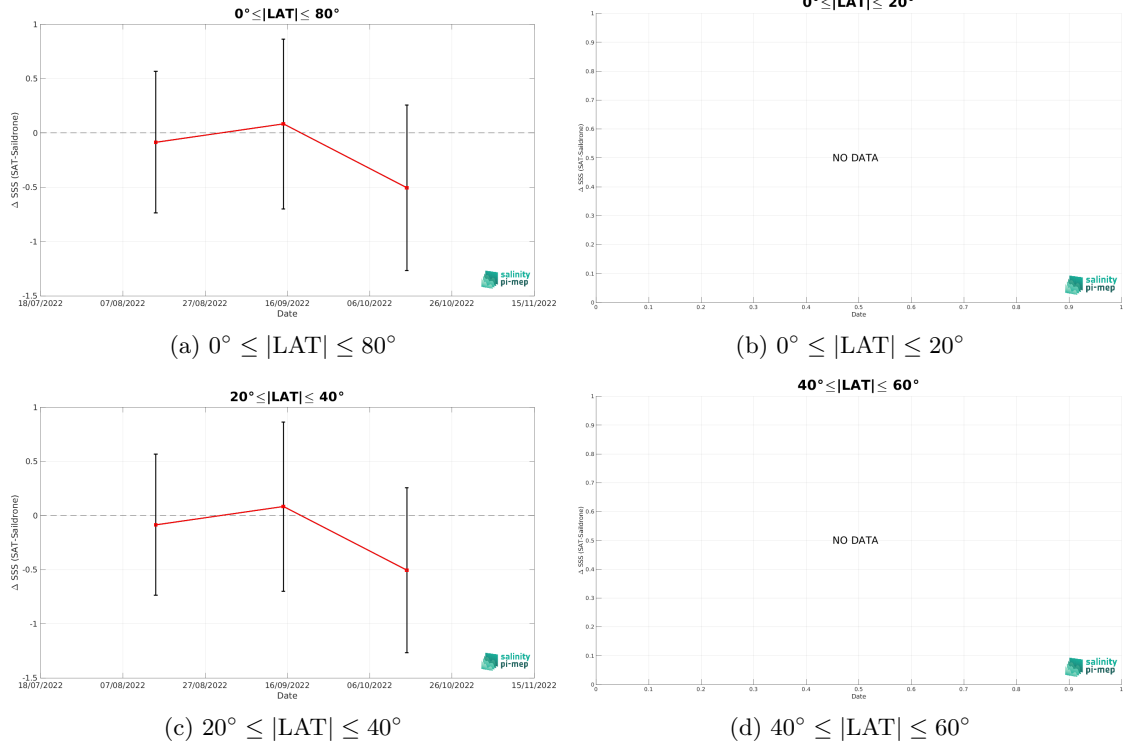 0°≤|LAT|≤ 80°
1
0.5
0
-0.5
-1
-1.5
Δ SSS (SAT-Saildrone)
18/07/2022 07/08/2022 27/08/2022 16/09/2022 06/10/2022 26/10/2022 15/11/2022
Date
salinity
pi-mep
(a) 0° ≤ |LAT| ≤ 80°
0°≤|LAT|≤ 20°
1
0.9
0.8
0.7
0.6
0.5
0.4
0.3
0.2
0.1
0
Δ SSS (SAT-Saildrone)
NO DATA
0 0.1 0.2 0.3 0.4 0.5 0.6 0.7 0.8 0.9 1
Date
salinity
pi-mep
(b) 0° ≤ |LAT| ≤ 20°
20°≤|LAT|≤ 40°
1
0.5
0
-0.5
-1
-1.5
Δ SSS (SAT-Saildrone)
18/07/2022 07/08/2022 27/08/2022 16/09/2022 06/10/2022 26/10/2022 15/11/2022
Date
salinity
pi-mep
(c) 20° ≤ |LAT| ≤ 40°
40°≤|LAT|≤ 60°
1
0.9
0.8
0.7
0.6
0.5
0.4
0.3
0.2
0.1
0
Δ SSS (SAT-Saildrone)
NO DATA
0 0.1 0.2 0.3 0.4 0.5 0.6 0.7 0.8 0.9 1
Date
salinity
pi-mep
(d) 40° ≤ |LAT| ≤ 60°